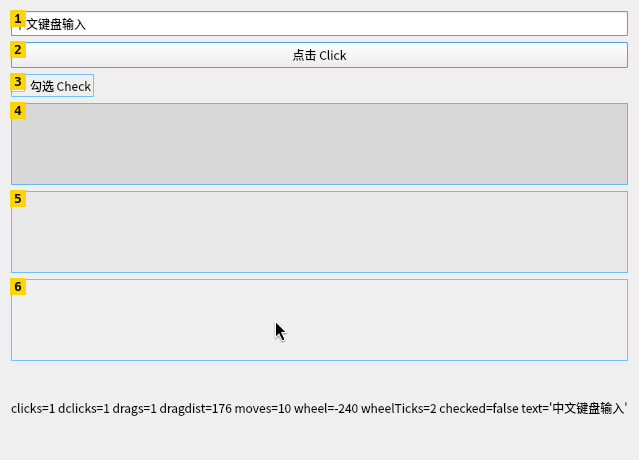 1
中文键盘输入
2
点击 Click
3
勾选 Check
4
5
6
clicks=1 dclicks=1 drags=1 dragdist=176 moves=10 wheel=-240 wheelTicks=2 checked=false text='中文键盘输入'